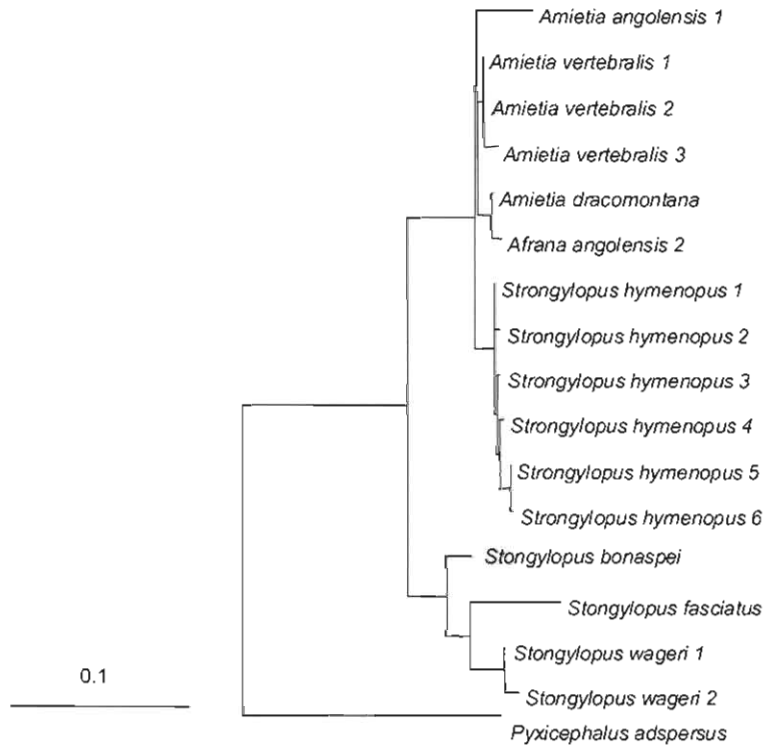 Amietia angolensis 1
Amietia vertebralis 1
Amietia vertebralis 2
Amietia vertebralis 3
Amietia dracomontana
Afrana angolensis 2
Strongylopus hymenopus 1
Strongylopus hymenopus 2
Strongylopus hymenopus 3
Strongylopus hymenopus 4
Strongylopus hymenopus 5
Strongylopus hymenopus 6
Stongylopus bonaspei
Stongylopus fasciatus
Stongylopus wageri 1
0.1
Stongylopus wageri 2
Pyxicephalus adspersus